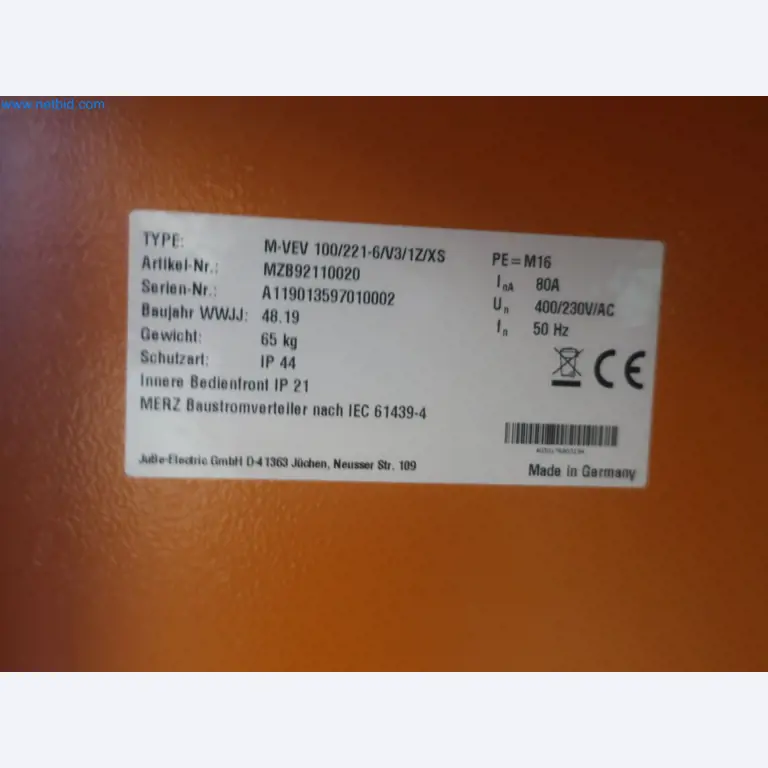 www.netbid.com
TYPE: M-VEV 100/221-6/V3/1Z/XS
Artikel-Nr.: MZB92110020
Serien-Nr.: A119013597010002
Baujahr WWJJ: 48.19
Gewicht: 65 kg
Schutzart: IP 44
Innere Bedienfront IP 21
MERZ Baustromverteiler nach IEC 61439-4
PE = M16
InA 80A
Un 400/230V/AC
fn 50 Hz
CE
Juße-Electric GmbH D-41363 Jüchen, Neusser Str. 109
Made in Germany